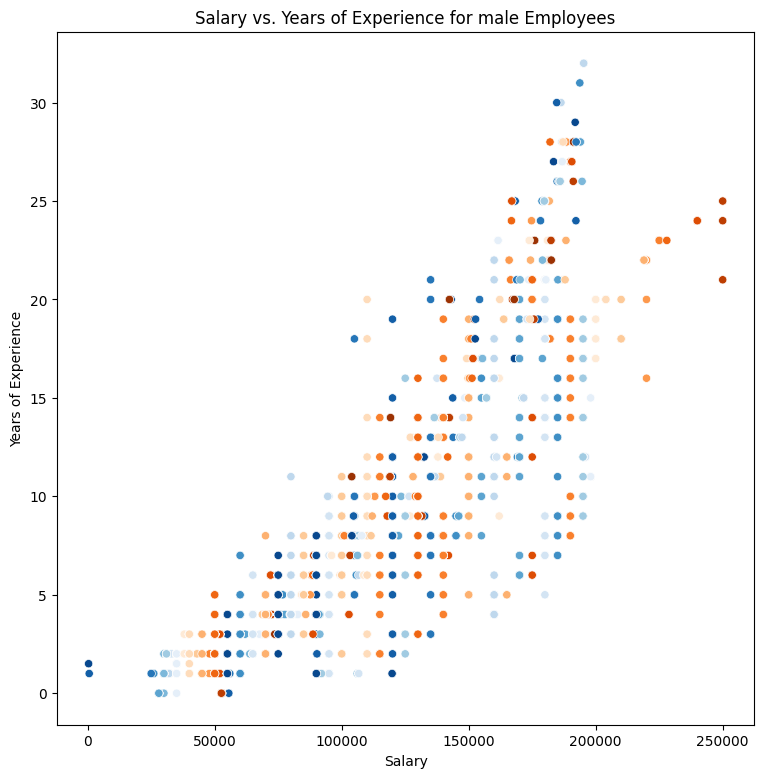 Salary vs. Years of Experience for male Employees
Years of Experience
30
25
20
15
10
5
0
0 50000 100000 150000 200000 250000
Salary